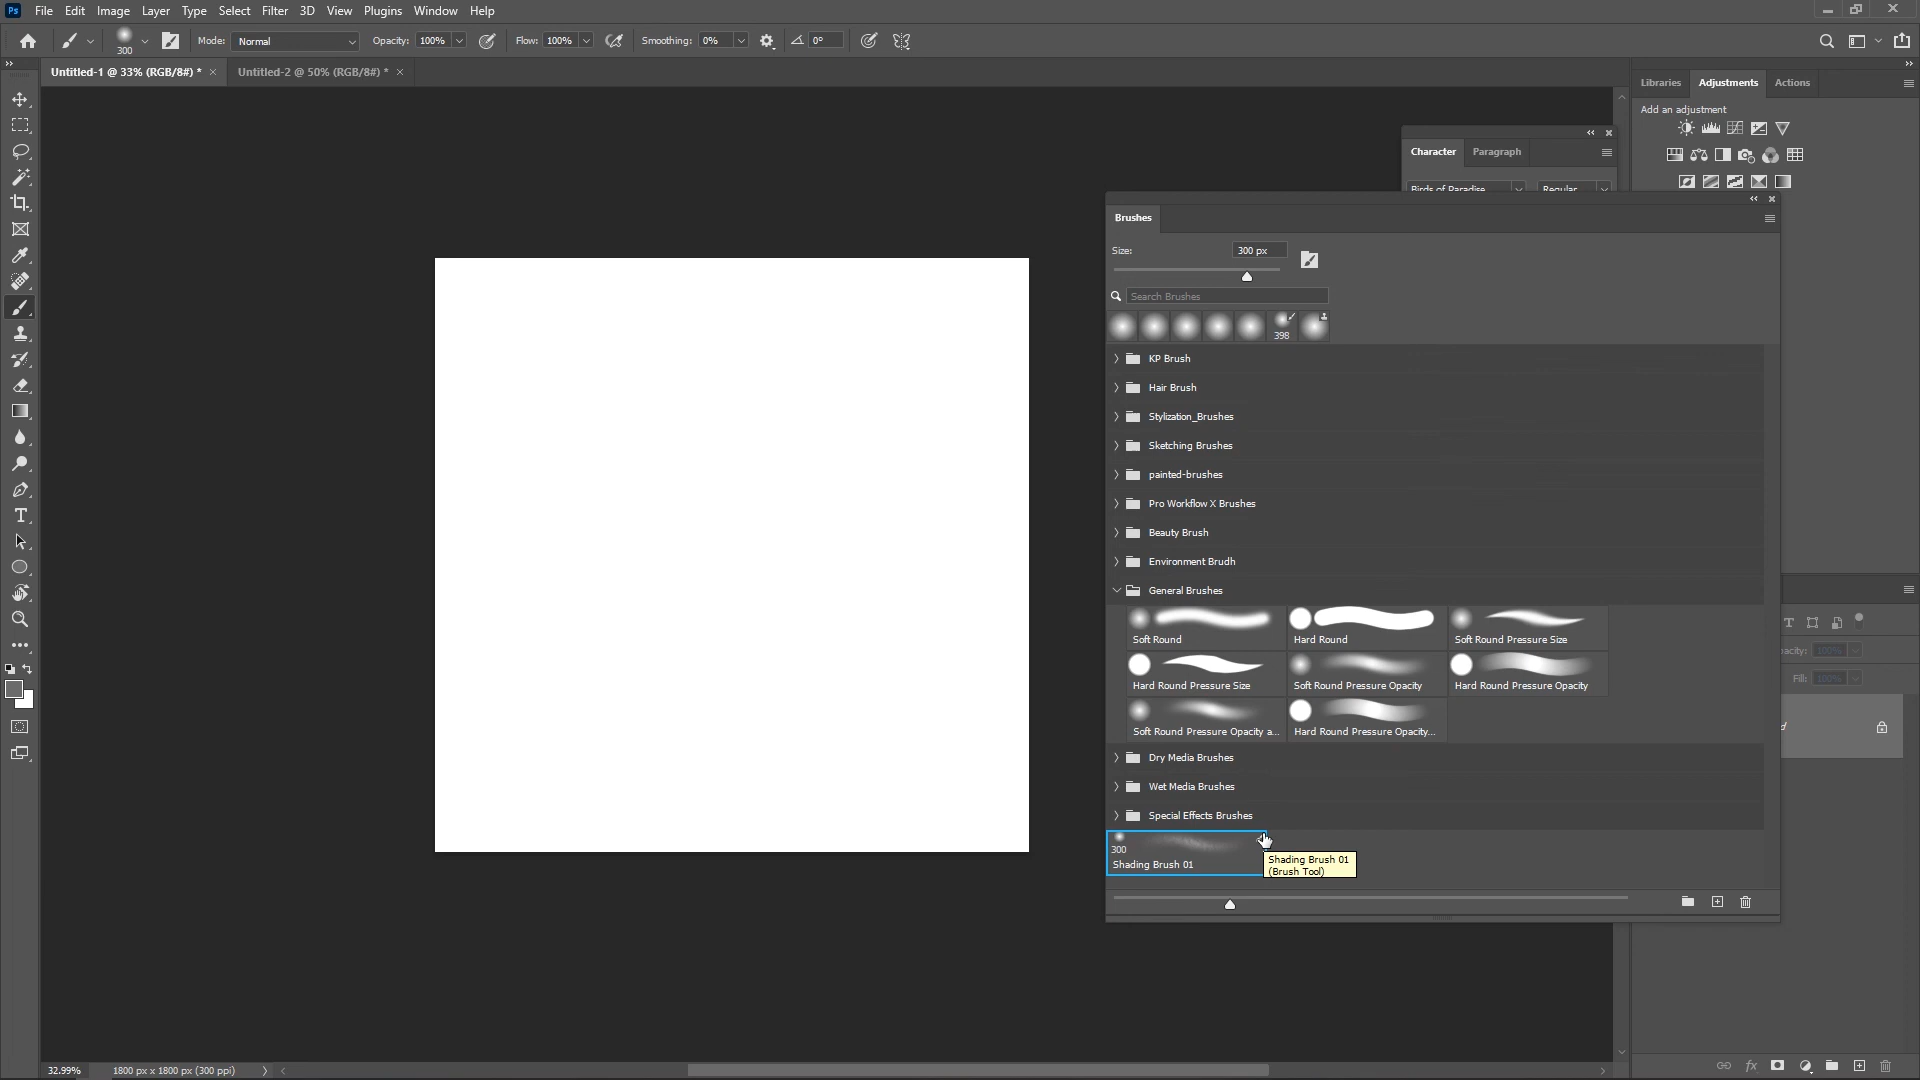 Ps File Edit Image Layer Type Select Filter 3D View Plugins Window Help
300 Mode: Normal Opacity: 100% Flow: 100% Smoothing: 0% 0°
Untitled-1 @ 33% (RGB/8#) * Untitled-2 @ 50% (RGB/8#) *
Libraries Adjustments Actions
Add an adjustment
Character Paragraph
Birds of Paradise Regular
Brushes
Size: 300 px
Search Brushes
398
KP Brush
Hair Brush
Stylization_Brushes
Sketching Brushes
painted-brushes
Pro Workflow X Brushes
Beauty Brush
Environment Brudh
General Brushes
Soft Round Hard Round Soft Round Pressure Size
Hard Round Pressure Size Soft Round Pressure Opacity Hard Round Pressure Opacity
Soft Round Pressure Opacity a... Hard Round Pressure Opacity...
Dry Media Brushes
Wet Media Brushes
Special Effects Brushes
300
Shading Brush 01
Shading Brush 01
(Brush Tool)
acity: 100%
Fill: 100%
32.99% 1800 px x 1800 px (300 ppi)